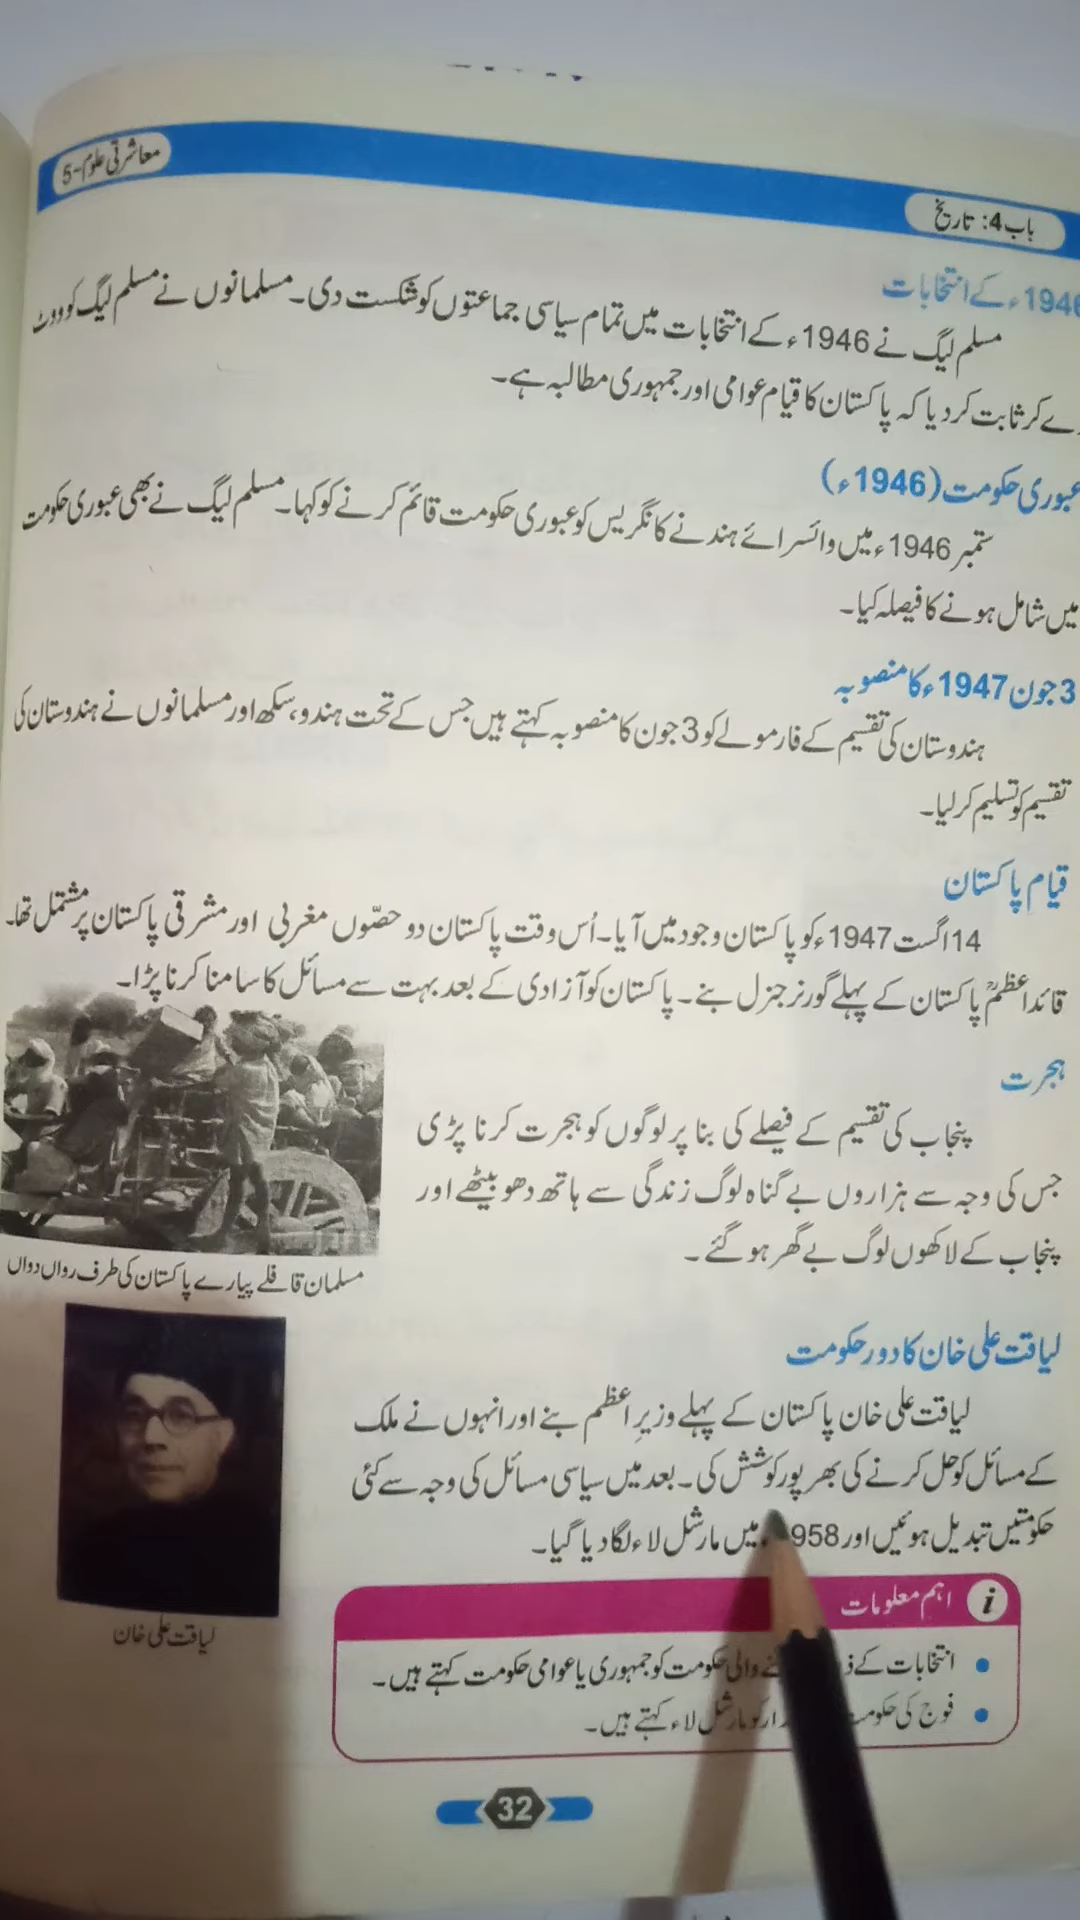 معاشرتی علوم-5
باب 4: تاریخ
1946ء کے انتخابات
مسلم لیگ نے 1946ء کے انتخابات میں تمام سیاسی جماعتوں کو شکست دی۔ مسلمانوں نے مسلم لیگ کو ووٹ
دے کر ثابت کر دیا کہ پاکستان کا قیام عوامی اور جمہوری مطالبہ ہے۔
عبوری حکومت (1946ء)
ستمبر 1946ء میں وائسرائے ہند نے کانگریس کو عبوری حکومت قائم کرنے کو کہا۔ مسلم لیگ نے بھی عبوری حکومت
میں شامل ہونے کا فیصلہ کیا۔
3 جون 1947ء کا منصوبہ
ہندوستان کی تقسیم کے فارمولے کو 3 جون کا منصوبہ کہتے ہیں جس کے تحت ہندو، سکھ اور مسلمانوں نے ہندوستان کی
تقسیم کو تسلیم کر لیا۔
قیام پاکستان
14 اگست 1947ء کو پاکستان وجود میں آیا۔ اُس وقت پاکستان دو حصّوں مغربی اور مشرقی پاکستان پر مشتمل تھا۔
قائداعظمؒ پاکستان کے پہلے گورنر جنرل بنے۔ پاکستان کو آزادی کے بعد بہت سے مسائل کا سامنا کرنا پڑا۔
ہجرت
پنجاب کی تقسیم کے فیصلے کی بنا پر لوگوں کو ہجرت کرنا پڑی
جس کی وجہ سے ہزاروں بے گناہ لوگ زندگی سے ہاتھ دھو بیٹھے اور
پنجاب کے لاکھوں لوگ بے گھر ہو گئے۔
مسلمان قافلے پیارے پاکستان کی طرف رواں دواں
لیاقت علی خان کا دور حکومت
لیاقت علی خان پاکستان کے پہلے وزیرِ اعظم بنے اور انہوں نے ملک
کے مسائل کو حل کرنے کی بھر پور کوشش کی۔ بعد میں سیاسی مسائل کی وجہ سے کئی
حکومتیں تبدیل ہوئیں اور 958 میں مارشل لاء لگا دیا گیا۔
لیاقت علی خان
اہم معلومات
انتخابات کے والی حکومت کو جمہوری یا عوامی حکومت کہتے ہیں۔
فوج کی حکومت کو مارشل لاء کہتے ہیں۔
32